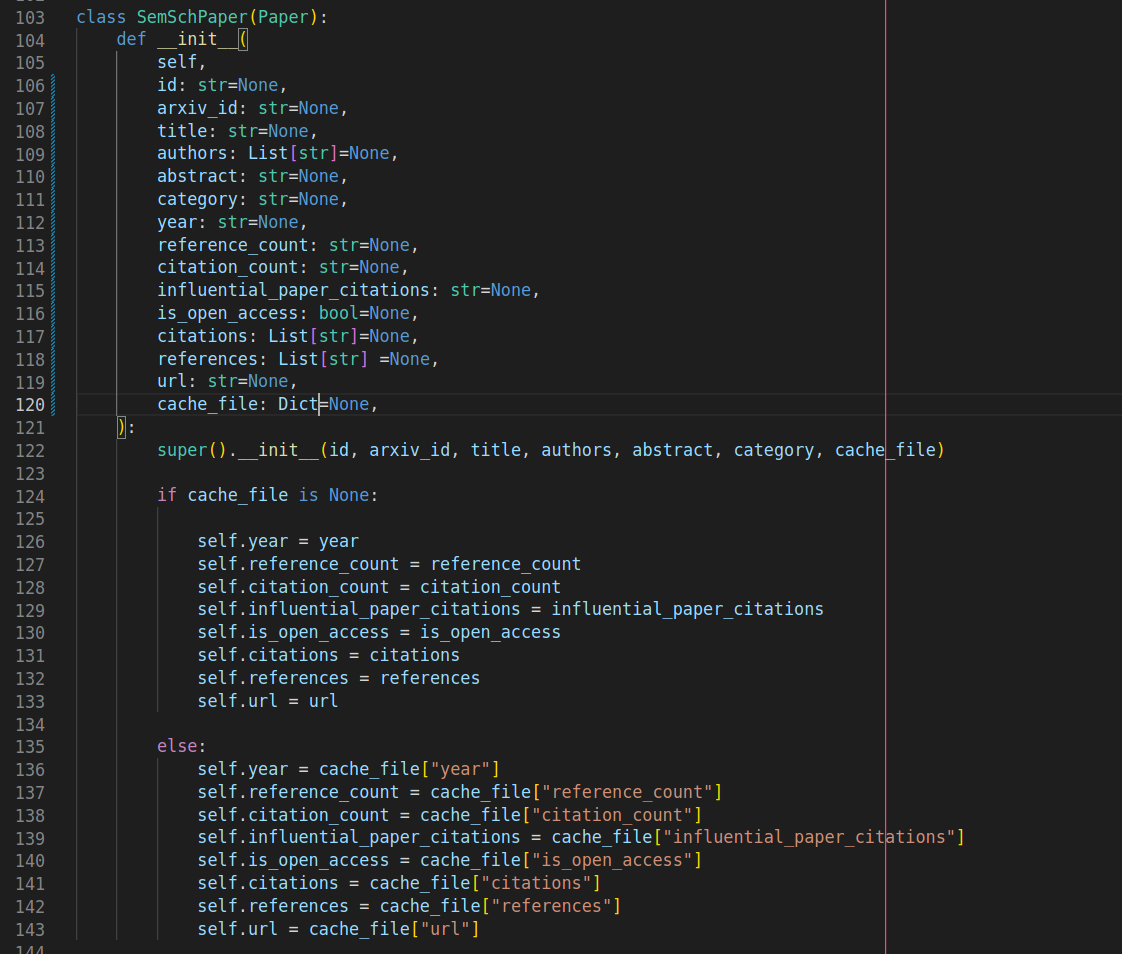 103 class SemSchPaper(Paper):
104     def __init__(
105         self,
106         id: str=None,
107         arxiv_id: str=None,
108         title: str=None,
109         authors: List[str]=None,
110         abstract: str=None,
111         category: str=None,
112         year: str=None,
113         reference_count: str=None,
114         citation_count: str=None,
115         influential_paper_citations: str=None,
116         is_open_access: bool=None,
117         citations: List[str]=None,
118         references: List[str] =None,
119         url: str=None,
120         cache_file: Dict=None,
121     ):
122         super().__init__(id, arxiv_id, title, authors, abstract, category, cache_file)
123
124         if cache_file is None:
125
126             self.year = year
127             self.reference_count = reference_count
128             self.citation_count = citation_count
129             self.influential_paper_citations = influential_paper_citations
130             self.is_open_access = is_open_access
131             self.citations = citations
132             self.references = references
133             self.url = url
134
135         else:
136             self.year = cache_file["year"]
137             self.reference_count = cache_file["reference_count"]
138             self.citation_count = cache_file["citation_count"]
139             self.influential_paper_citations = cache_file["influential_paper_citations"]
140             self.is_open_access = cache_file["is_open_access"]
141             self.citations = cache_file["citations"]
142             self.references = cache_file["references"]
143             self.url = cache_file["url"]
144